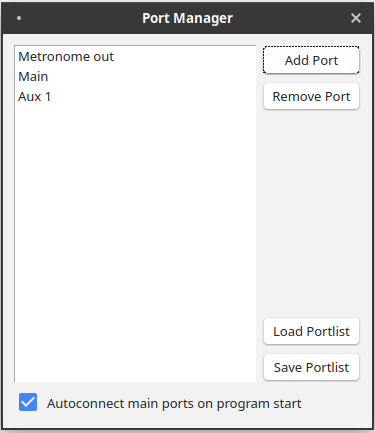 Port Manager
Metronome out
Main
Aux 1
Add Port
Remove Port
Load Portlist
Save Portlist
Autoconnect main ports on program start